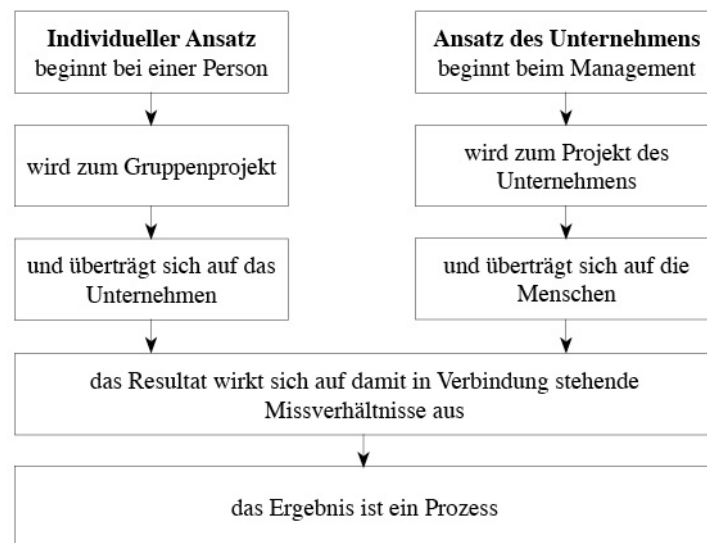 Individueller Ansatz
beginnt bei einer Person
Ansatz des Unternehmens
beginnt beim Management
wird zum Gruppenprojekt
wird zum Projekt des
Unternehmens
und überträgt sich auf das
Unternehmen
und überträgt sich auf die
Menschen
das Resultat wirkt sich auf damit in Verbindung stehende
Missverhältnisse aus
das Ergebnis ist ein Prozess